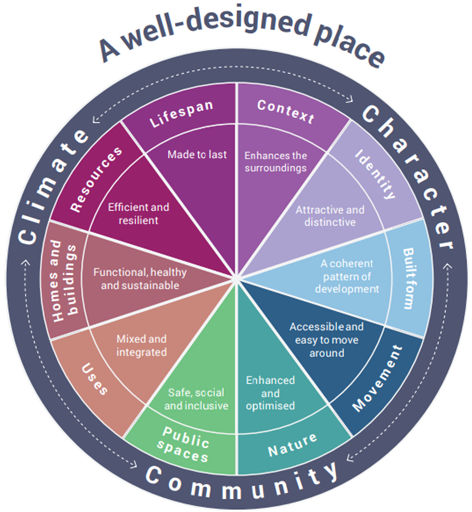 A well-designed place
Climate
Character
Community
Context
Enhances the
surroundings
Identity
Attractive and
distinctive
Built form
A coherent
pattern of
development
Movement
Accessible and
easy to move
around
Nature
Enhanced
and
optimised
Public
spaces
Safe, social
and inclusive
Uses
Mixed and
integrated
Homes and
buildings
Functional, healthy
and sustainable
Resources
Efficient and
resilient
Lifespan
Made to last